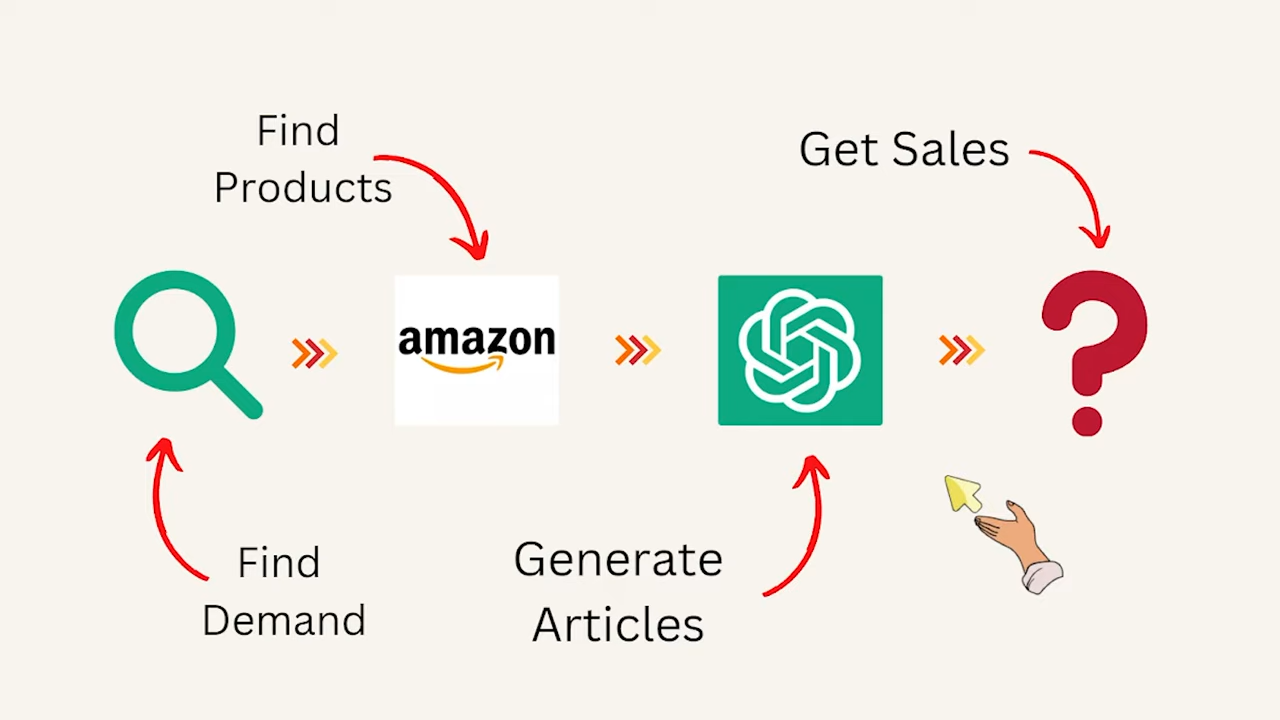 Find
Products
Get Sales
amazon
Find
Demand
Generate
Articles